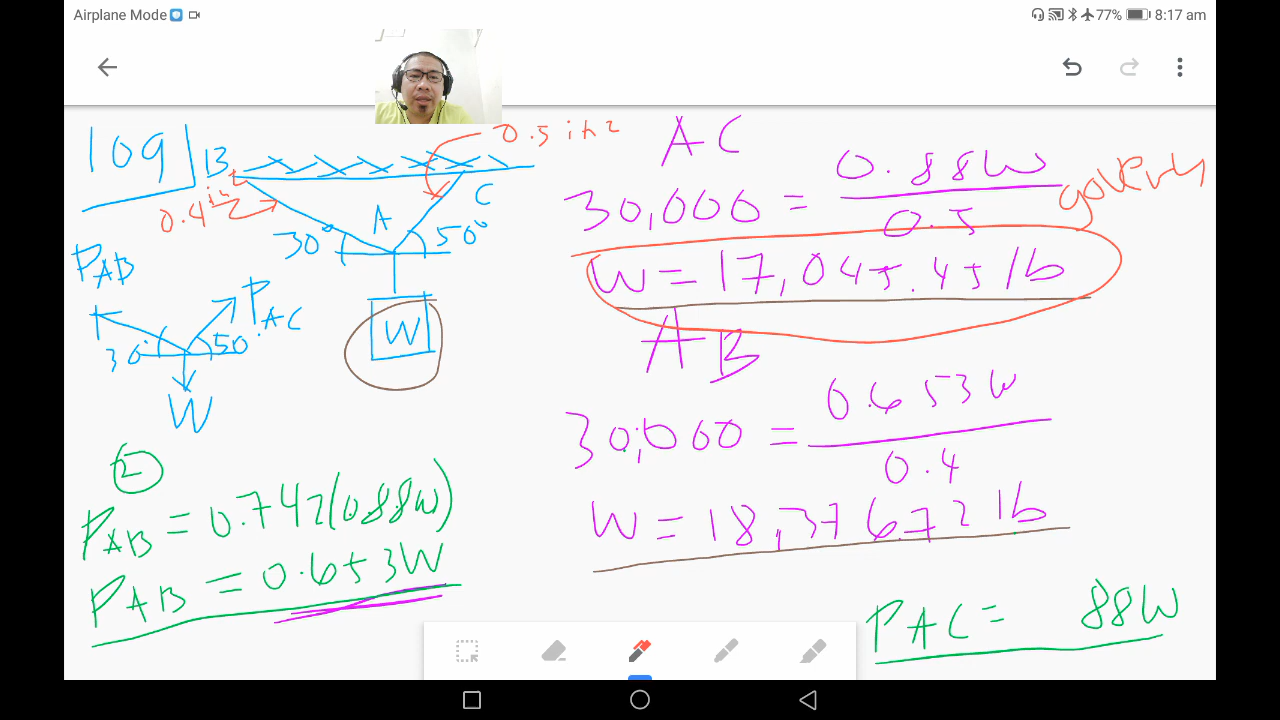 Airplane Mode
77% 8:17 am
109
B
0.5 in2
0.4 in2
C
A
30°
50°
W
PAB
PAC
30°
50°
W
2
PAB = 0.742(0.88W)
PAB = 0.653W
AC
30,000 = 0.88W
0.5
governs
W = 17,045.45 lb
AB
30,000 = 0.653W
0.4
W = 18,376.72 lb
PAC = 88W